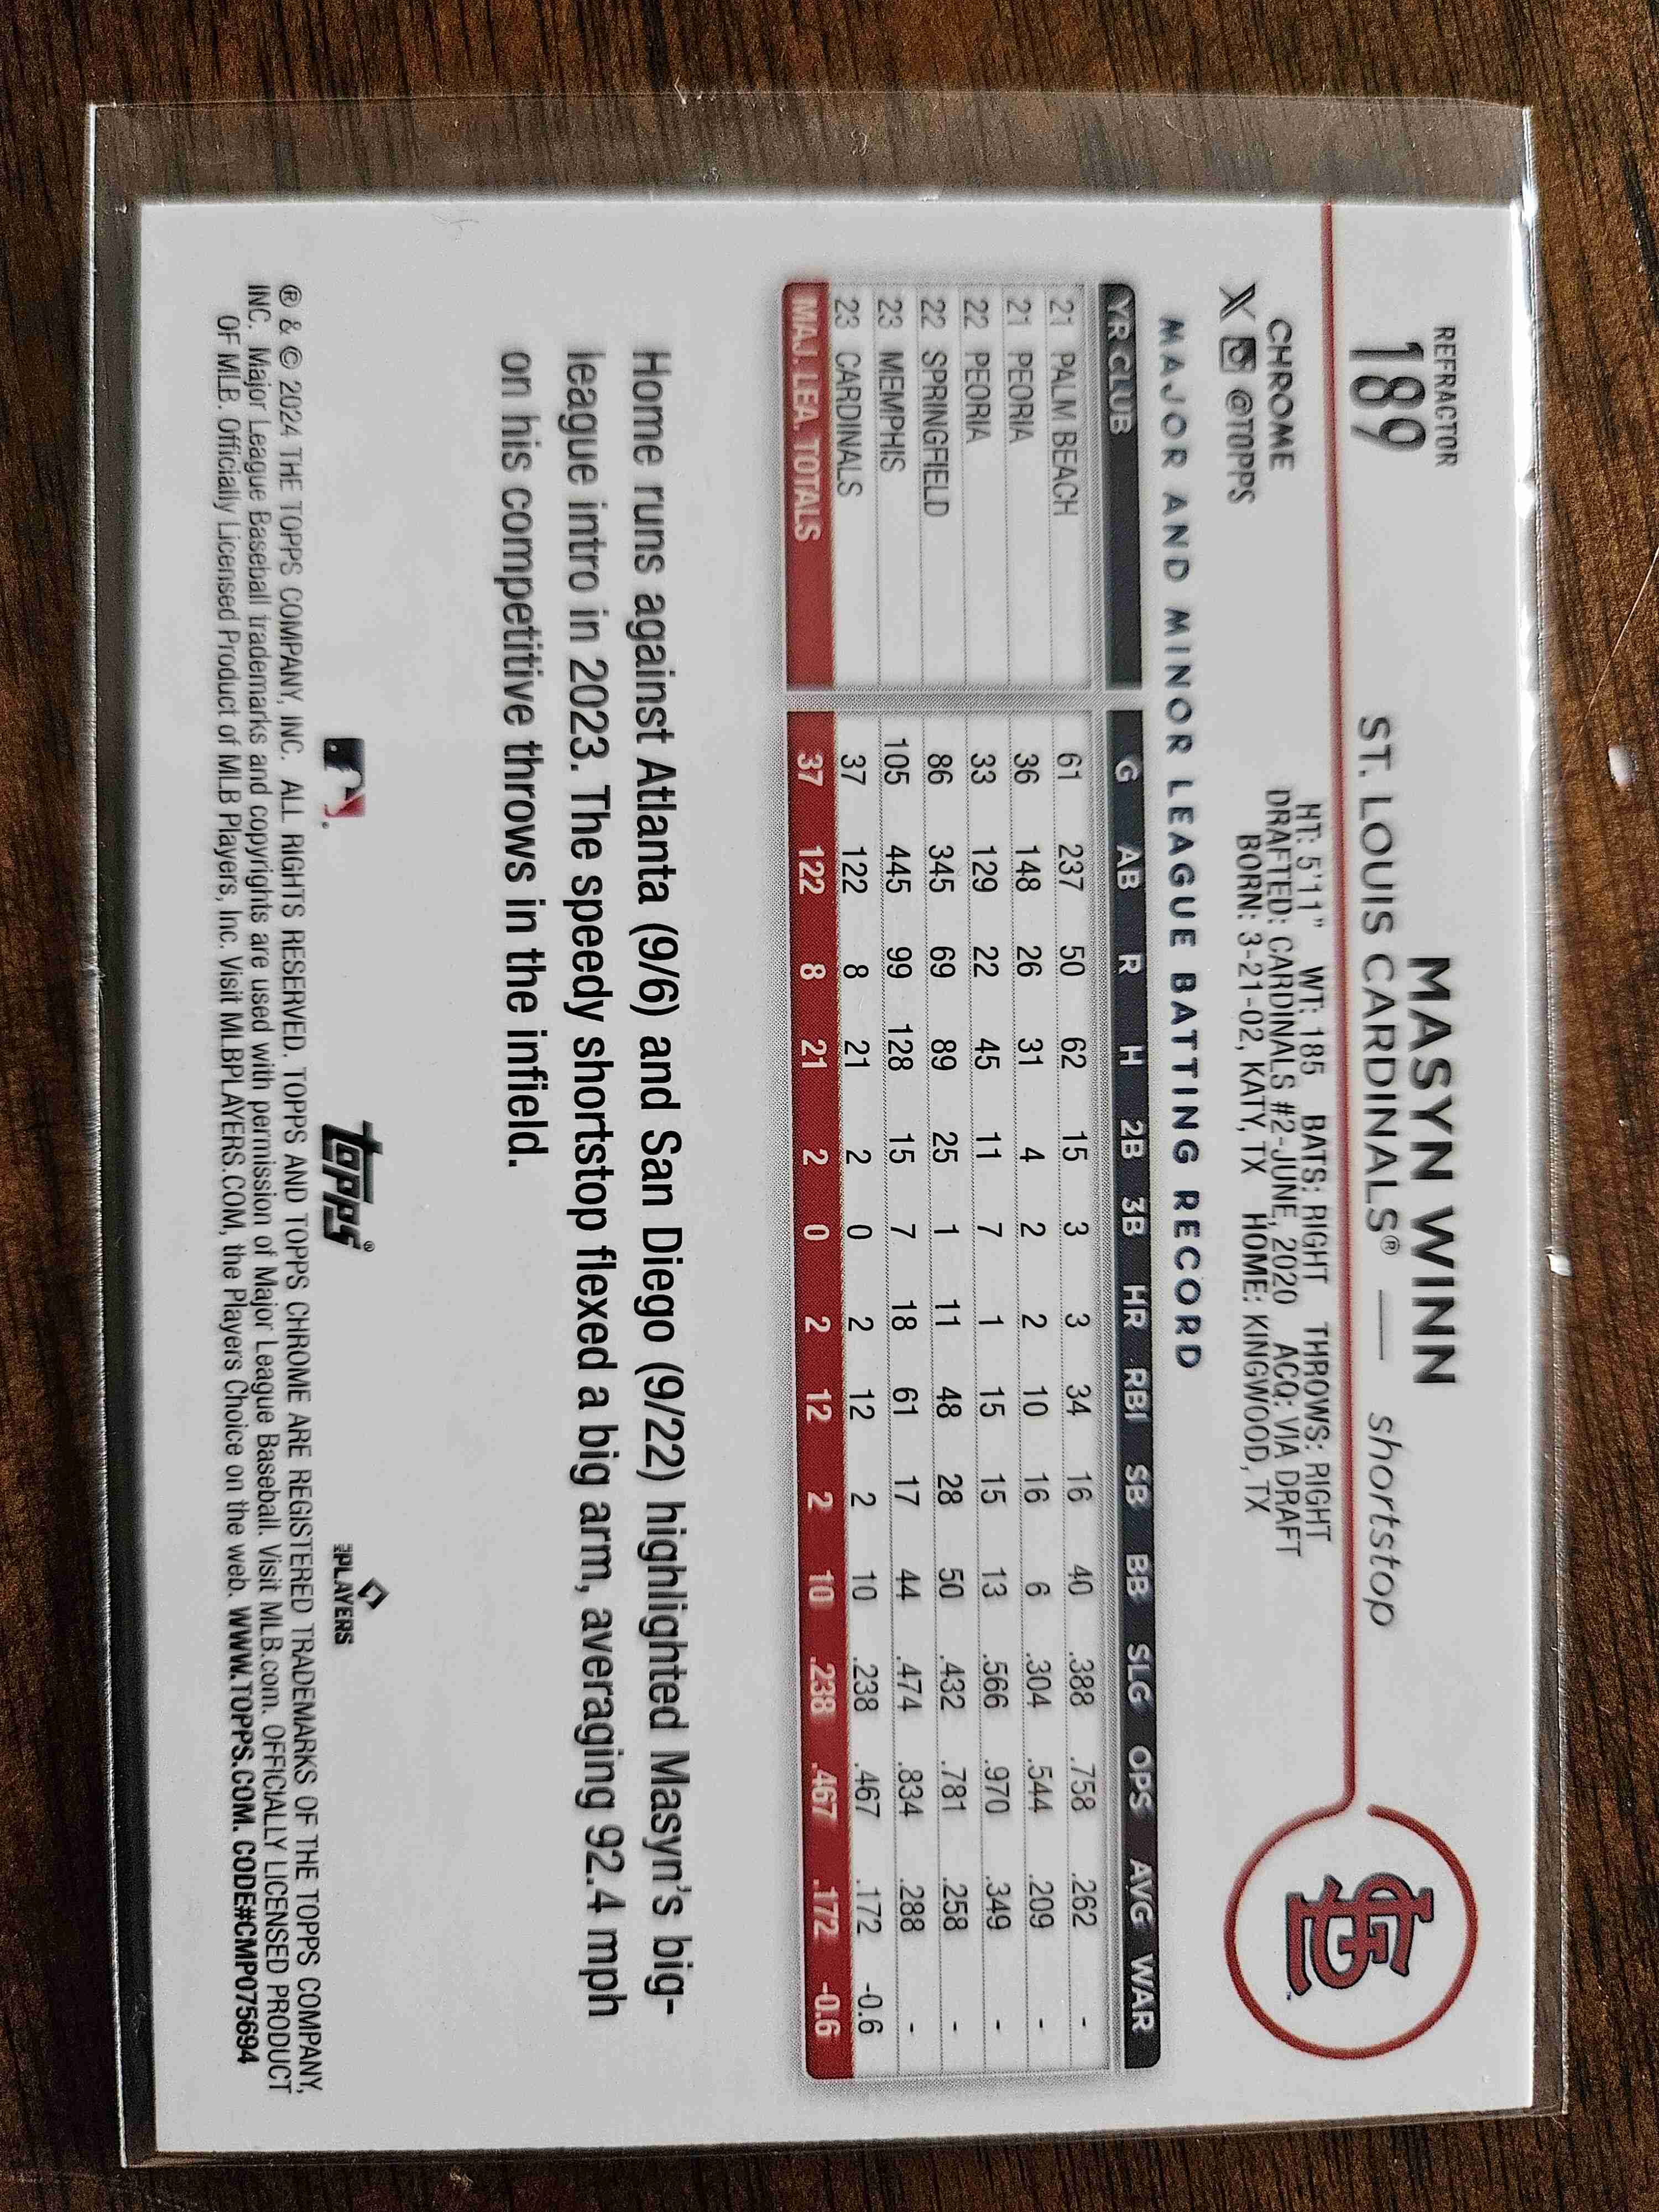 REFRACTOR
189
MASYN WINN
ST. LOUIS CARDINALS® — shortstop
CHROME
X @TOPPS
HT: 5'11" WT: 185 BATS: RIGHT THROWS: RIGHT
DRAFTED: CARDINALS #2-JUNE, 2020 ACQ: VIA DRAFT
BORN: 3-21-02, KATY, TX HOME: KINGWOOD, TX
STL™
MAJOR AND MINOR LEAGUE BATTING RECORD
YR CLUB G AB R H 2B 3B HR RBI SB BB SLG OPS AVG WAR
21 PALM BEACH 61 237 50 62 15 3 3 34 16 40 .388 .758 .262 -
21 PEORIA 36 148 26 31 4 2 2 10 16 6 .304 .544 .209 -
22 PEORIA 33 129 22 45 11 7 1 15 15 13 .566 .970 .349 -
22 SPRINGFIELD 86 345 69 89 25 1 11 48 28 50 .432 .781 .258 -
23 MEMPHIS 105 445 99 128 15 7 18 61 17 44 .474 .834 .288 -
23 CARDINALS 37 122 8 21 2 0 2 12 2 10 .238 .467 .172 -0.6
MAJ. LEA. TOTALS 37 122 8 21 2 0 2 12 2 10 .238 .467 .172 -0.6
Home runs against Atlanta (9/6) and San Diego (9/22) highlighted Masyn's big-
league intro in 2023. The speedy shortstop flexed a big arm, averaging 92.4 mph
on his competitive throws in the infield.
topps®
PLAYERS
® & © 2024 THE TOPPS COMPANY, INC. ALL RIGHTS RESERVED. TOPPS AND TOPPS CHROME ARE REGISTERED TRADEMARKS OF THE TOPPS COMPANY,
INC. Major League Baseball trademarks and copyrights are used with permission of Major League Baseball. Visit MLB.com. OFFICIALLY LICENSED PRODUCT
OF MLB. Officially Licensed Product of MLB Players, Inc. Visit MLBPLAYERS.COM, the Players Choice on the web. WWW.TOPPS.COM. CODE#CMP075694